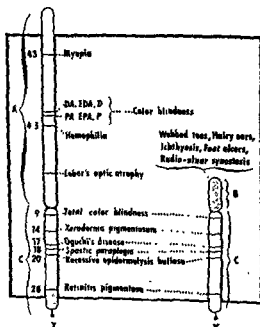 43
Myopia
DA, EDA, D
PA EPA, P
Color blindness
A
43
Hemophilia
Webbed toes, Hairy ears,
Ichthyosis, Foot ulcers,
Radio-ulnar synostosis
Leber's optic atrophy
B
9
Total color blindness
14
Xeroderma pigmentosum
17
Oguchi's disease
18
Spastic paraplegia
C
20
C
Recessive epidermolysis bullosa
26
Retinitis pigmentosa